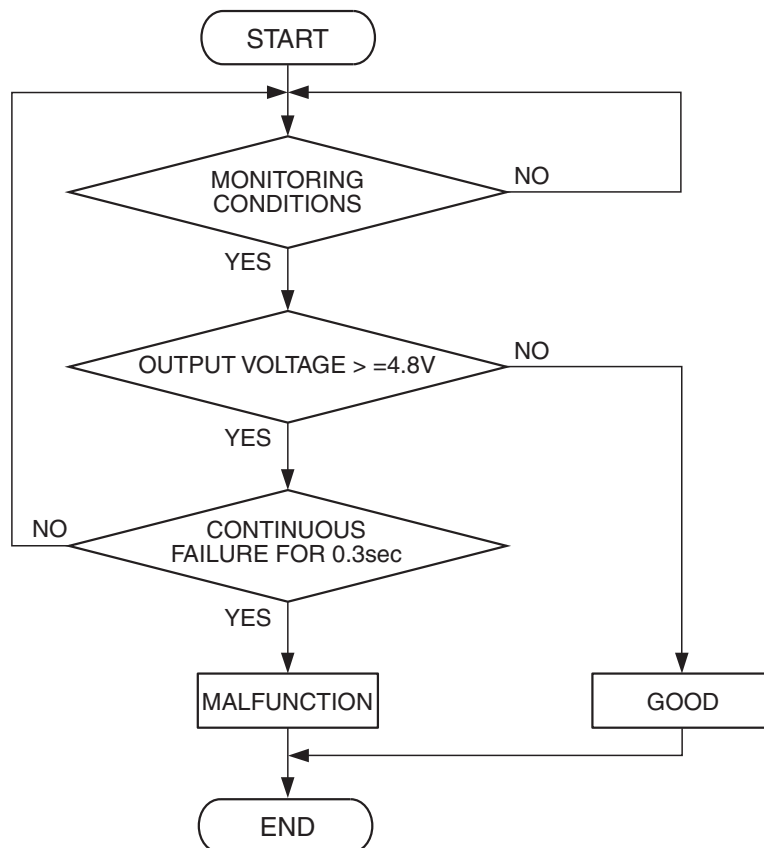 START
MONITORING
CONDITIONS
NO
YES
OUTPUT VOLTAGE > =4.8V
NO
YES
CONTINUOUS
FAILURE FOR 0.3sec
NO
YES
MALFUNCTION
GOOD
END